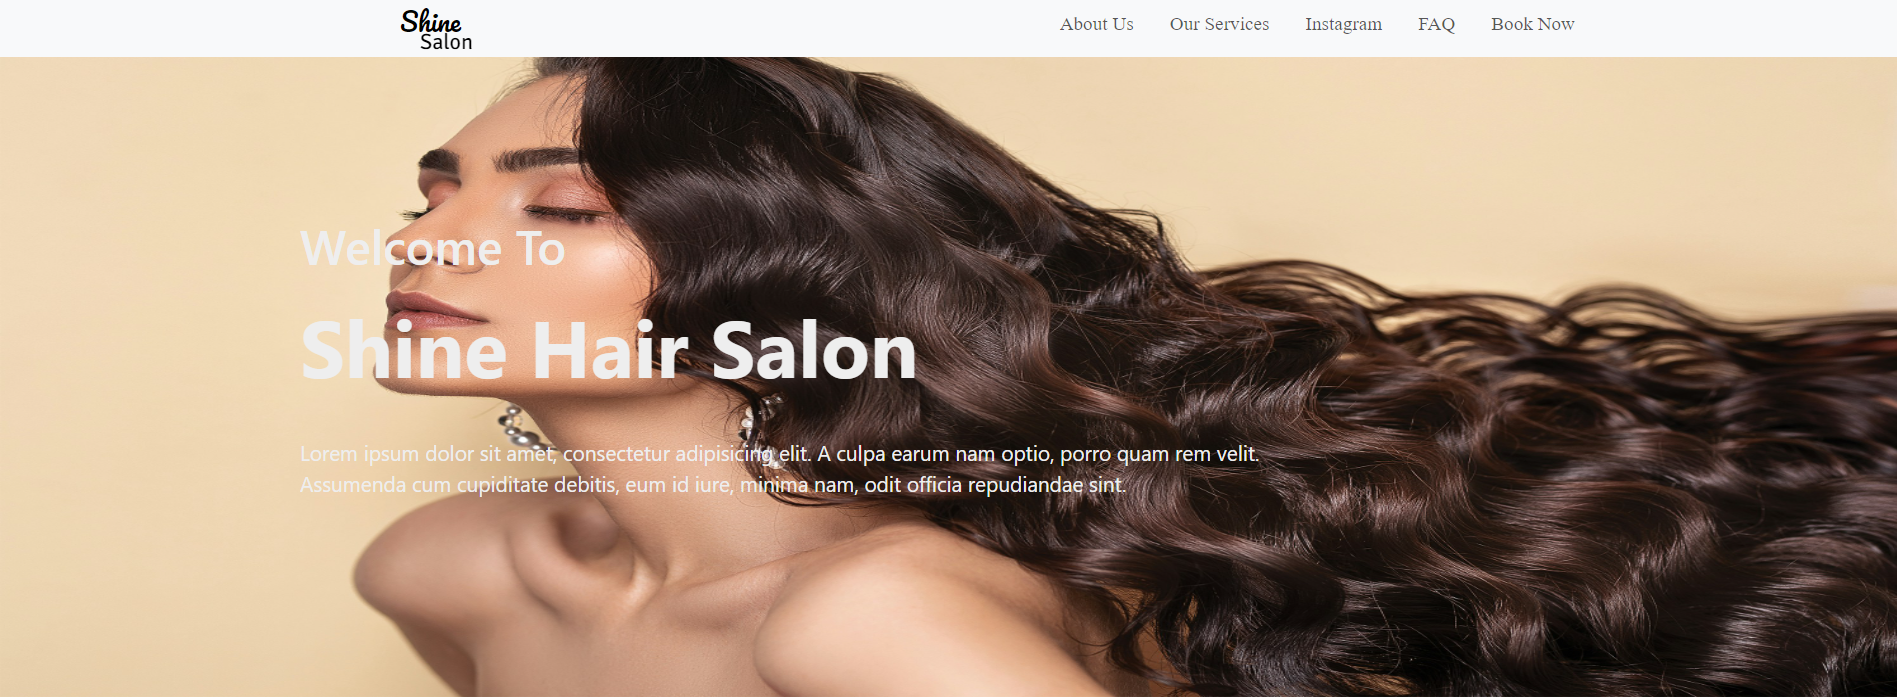 Shine
Salon
About Us
Our Services
Instagram
FAQ
Book Now
Welcome To
Shine Hair Salon
Lorem ipsum dolor sit amet, consectetur adipisicing elit. A culpa earum nam optio, porro quam rem velit.
Assumenda cum cupiditate debitis, eum id iure, minima nam, odit officia repudiandae sint.